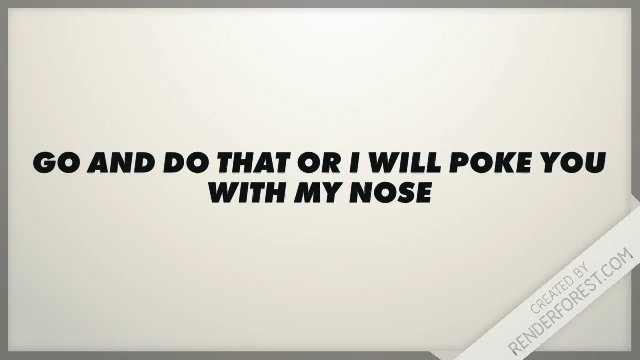 GO AND DO THAT OR I WILL POKE YOU
WITH MY NOSE
CREATED BY
RENDERFOREST.COM